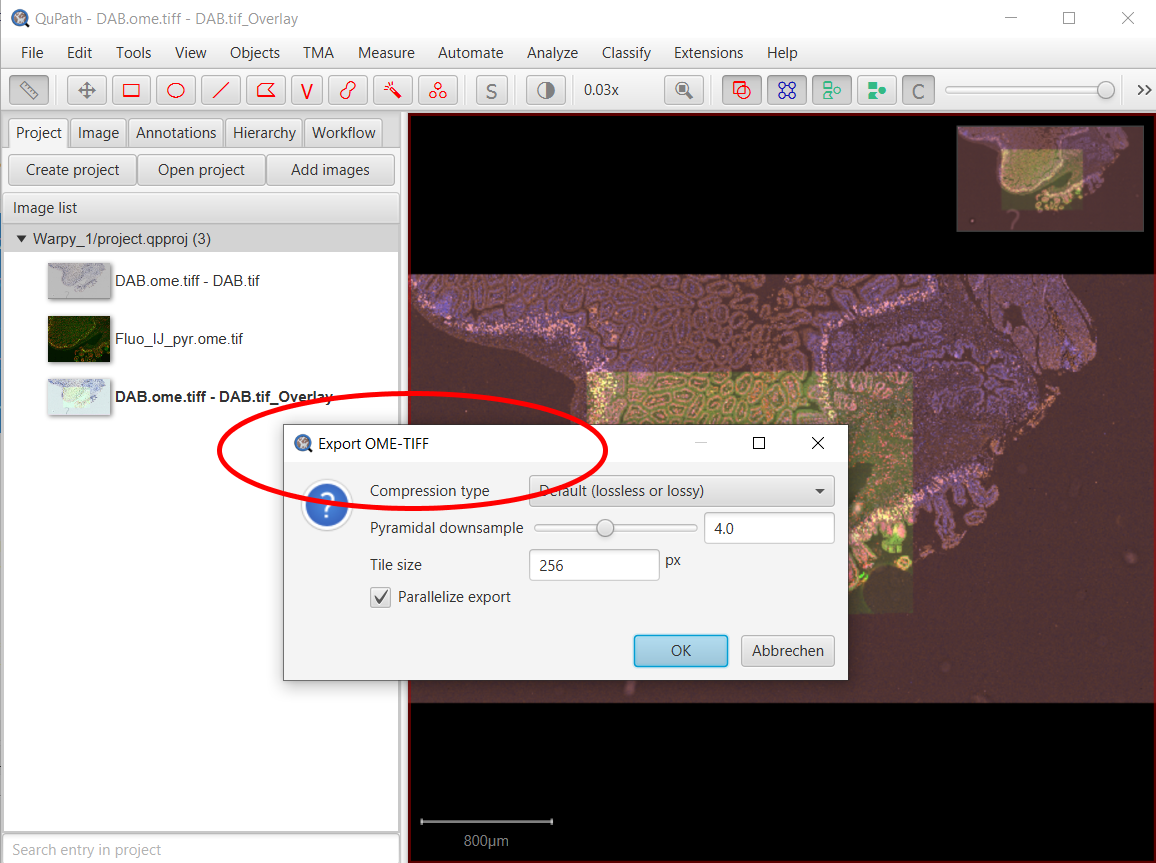 QuPath - DAB.ome.tiff - DAB.tif_Overlay
File Edit Tools View Objects TMA Measure Automate Analyze Classify Extensions Help
V S 0.03x C
Project Image Annotations Hierarchy Workflow
Create project Open project Add images
Image list
Warpy_1/project.qpproj (3)
DAB.ome.tiff - DAB.tif
Fluo_IJ_pyr.ome.tif
DAB.ome.tiff - DAB.tif_Overlay
Export OME-TIFF
? Compression type Default (lossless or lossy)
Pyramidal downsample 4.0
Tile size 256 px
Parallelize export
OK Abbrechen
800µm
Search entry in project